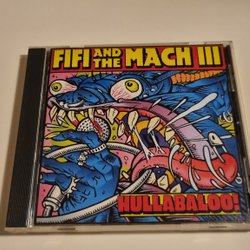 FIFI AND THE MACH III
HULLABALOO!